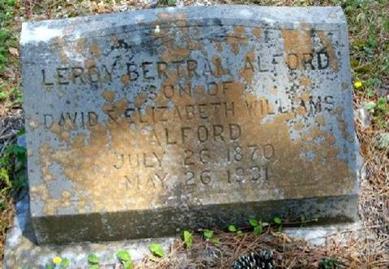 LEROY BERTRAM ALFORD
SON OF
DAVID & ELIZABETH WILLIAMS
ALFORD
JULY 26 1870
MAY 26 1931